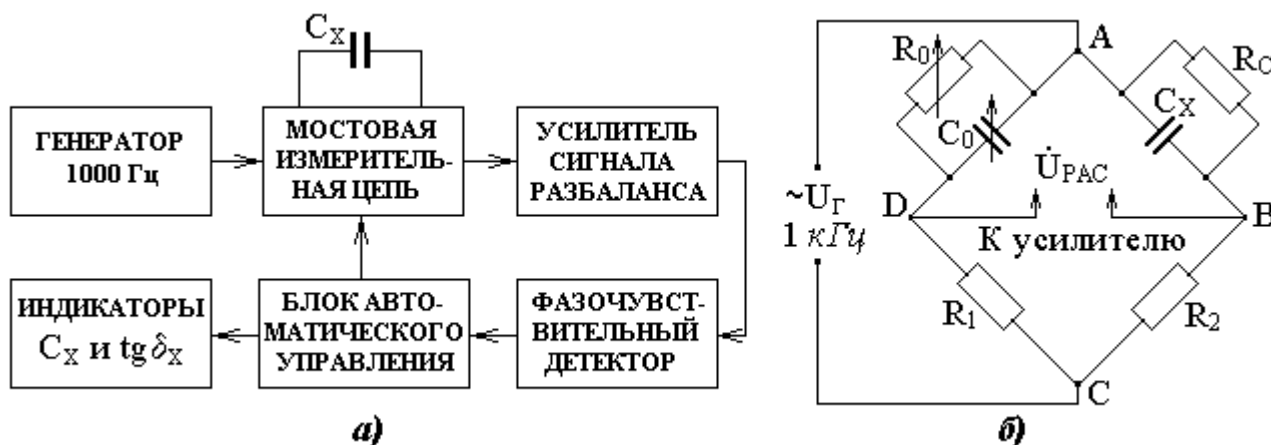 C_X
ГЕНЕРАТОР
1000 Гц
МОСТОВАЯ
ИЗМЕРИТЕЛЬ-
НАЯ ЦЕПЬ
УСИЛИТЕЛЬ
СИГНАЛА
РАЗБАЛАНСА
ИНДИКАТОРЫ
C_X и tg δ_X
БЛОК АВТО-
МАТИЧЕСКОГО
УПРАВЛЕНИЯ
ФАЗОЧУВСТ-
ВИТЕЛЬНЫЙ
ДЕТЕКТОР
а)
A
R_0
R_C
C_0
C_X
U̇_РАС
D
B
~U_Г
1 кГц
К усилителю
R_1
R_2
C
б)